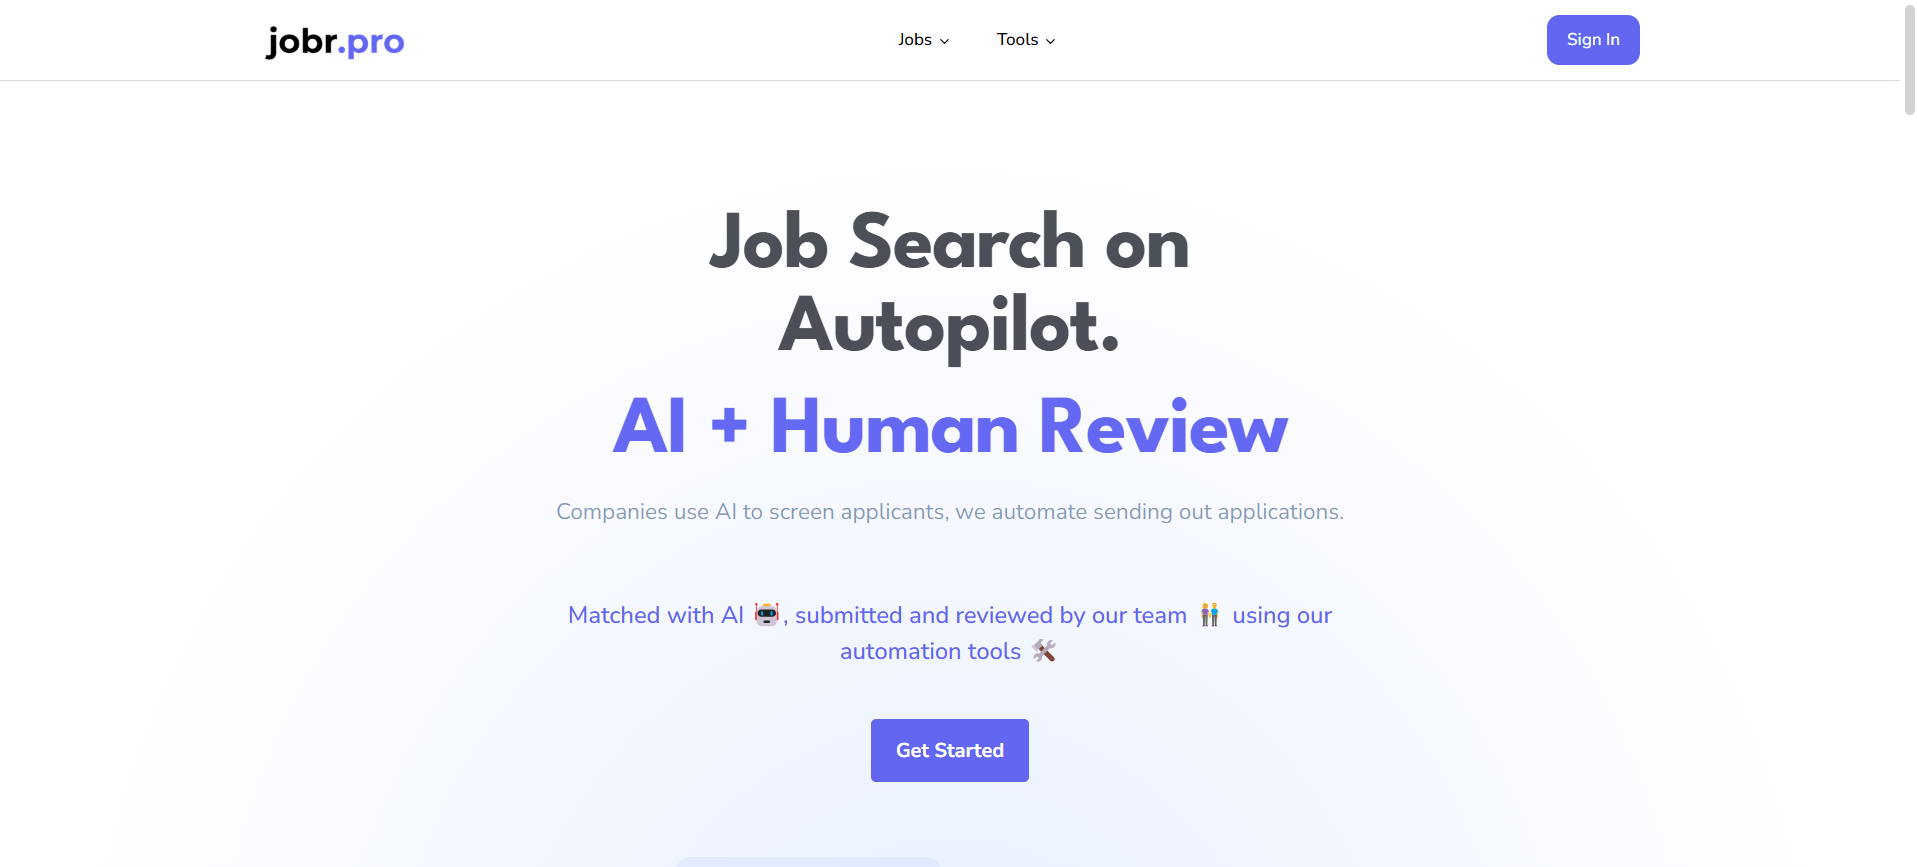 jobr.pro
Jobs
Tools
Sign In
Job Search on
Autopilot.
AI + Human Review
Companies use AI to screen applicants, we automate sending out applications.
Matched with AI 🤖, submitted and reviewed by our team 👬 using our
automation tools 🛠️
Get Started